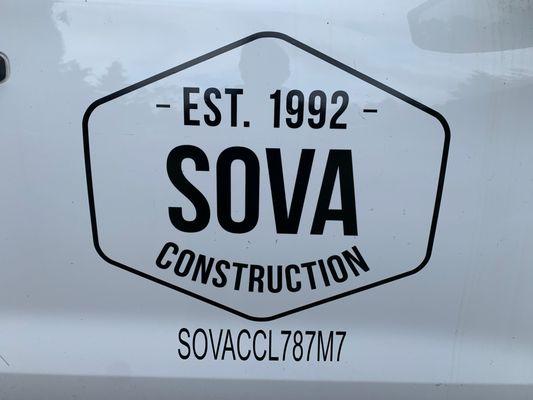 - EST. 1992 -
SOVA
CONSTRUCTION
SOVACCL787M7